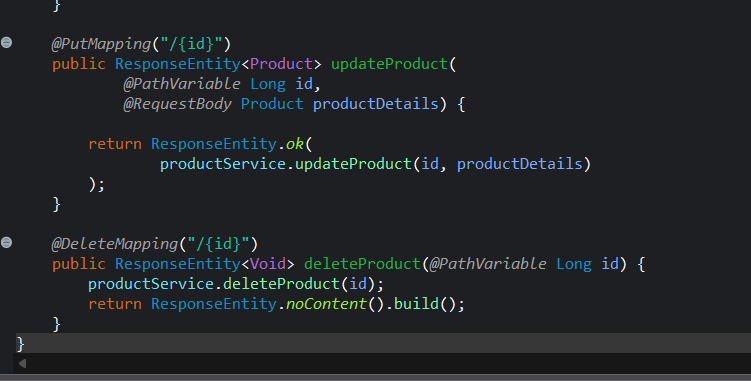 }

    @PutMapping("/{id}")
    public ResponseEntity<Product> updateProduct(
            @PathVariable Long id,
            @RequestBody Product productDetails) {

        return ResponseEntity.ok(
                productService.updateProduct(id, productDetails)
        );
    }

    @DeleteMapping("/{id}")
    public ResponseEntity<Void> deleteProduct(@PathVariable Long id) {
        productService.deleteProduct(id);
        return ResponseEntity.noContent().build();
    }
}